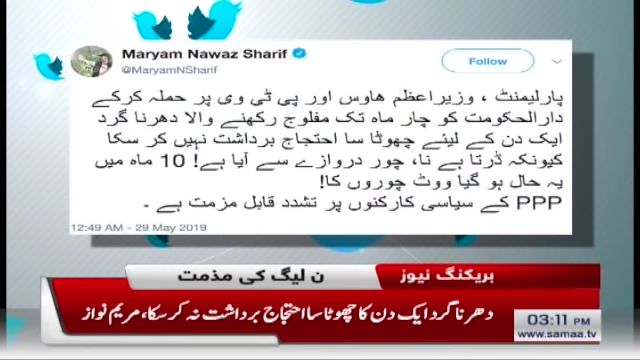 Maryam Nawaz Sharif
@MaryamNSharif
Follow
پارلیمنٹ ، وزیراعظم ھاوس اور پی ٹی وی پر حملہ کرکے
دارالحکومت کو چار ماہ تک مفلوج رکھنے والا دھرنا گرد
ایک دن کے لیئے چھوٹا سا احتجاج برداشت نہیں کر سکا
کیونکہ ڈرتا ہے نا، چور دروازے سے آیا ہے! 10 ماہ میں
یہ حال ہو گیا ووٹ چوروں کا!
PPP کے سیاسی کارکنوں پر تشدد قابل مزمت ہے ۔
12:49 AM - 29 May 2019
بریکنگ نیوز
ن لیگ کی مذمت
دھرنا گرد ایک دن کا چھوٹا سا احتجاج برداشت نہ کر سکا، مریم نواز
03:11 PM
www.samaa.tv